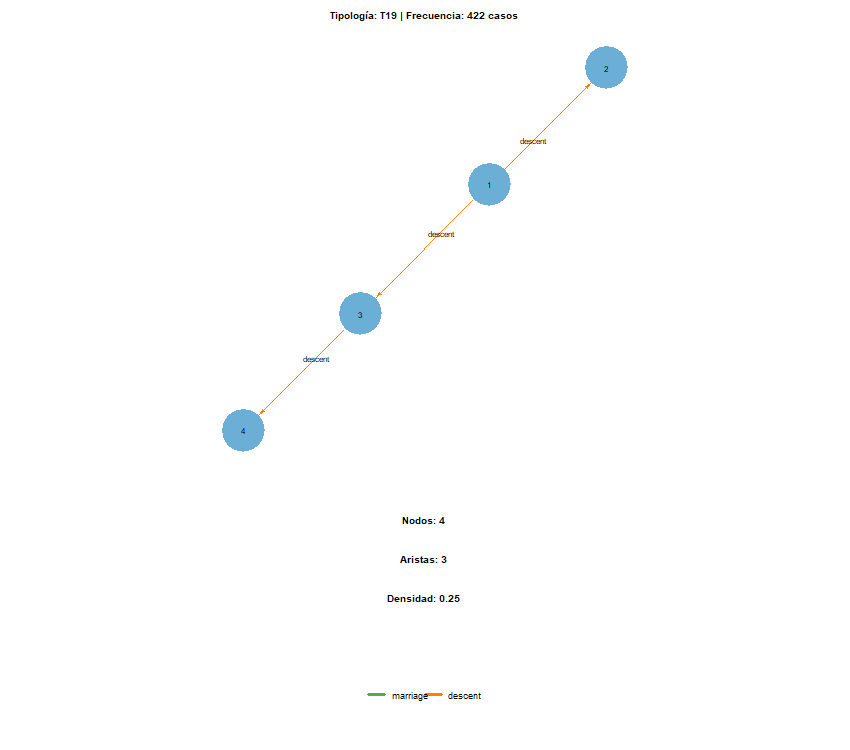 Tipología: T19 | Frecuencia: 422 casos
2
descent
1
descent
3
descent
4
Nodos: 4
Aristas: 3
Densidad: 0.25
marriage descent